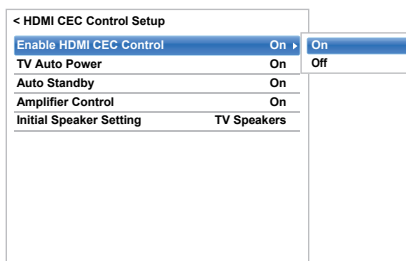 < HDMI CEC Control Setup
Enable HDMI CEC Control On On
TV Auto Power On Off
Auto Standby On
Amplifier Control On
Initial Speaker Setting TV Speakers